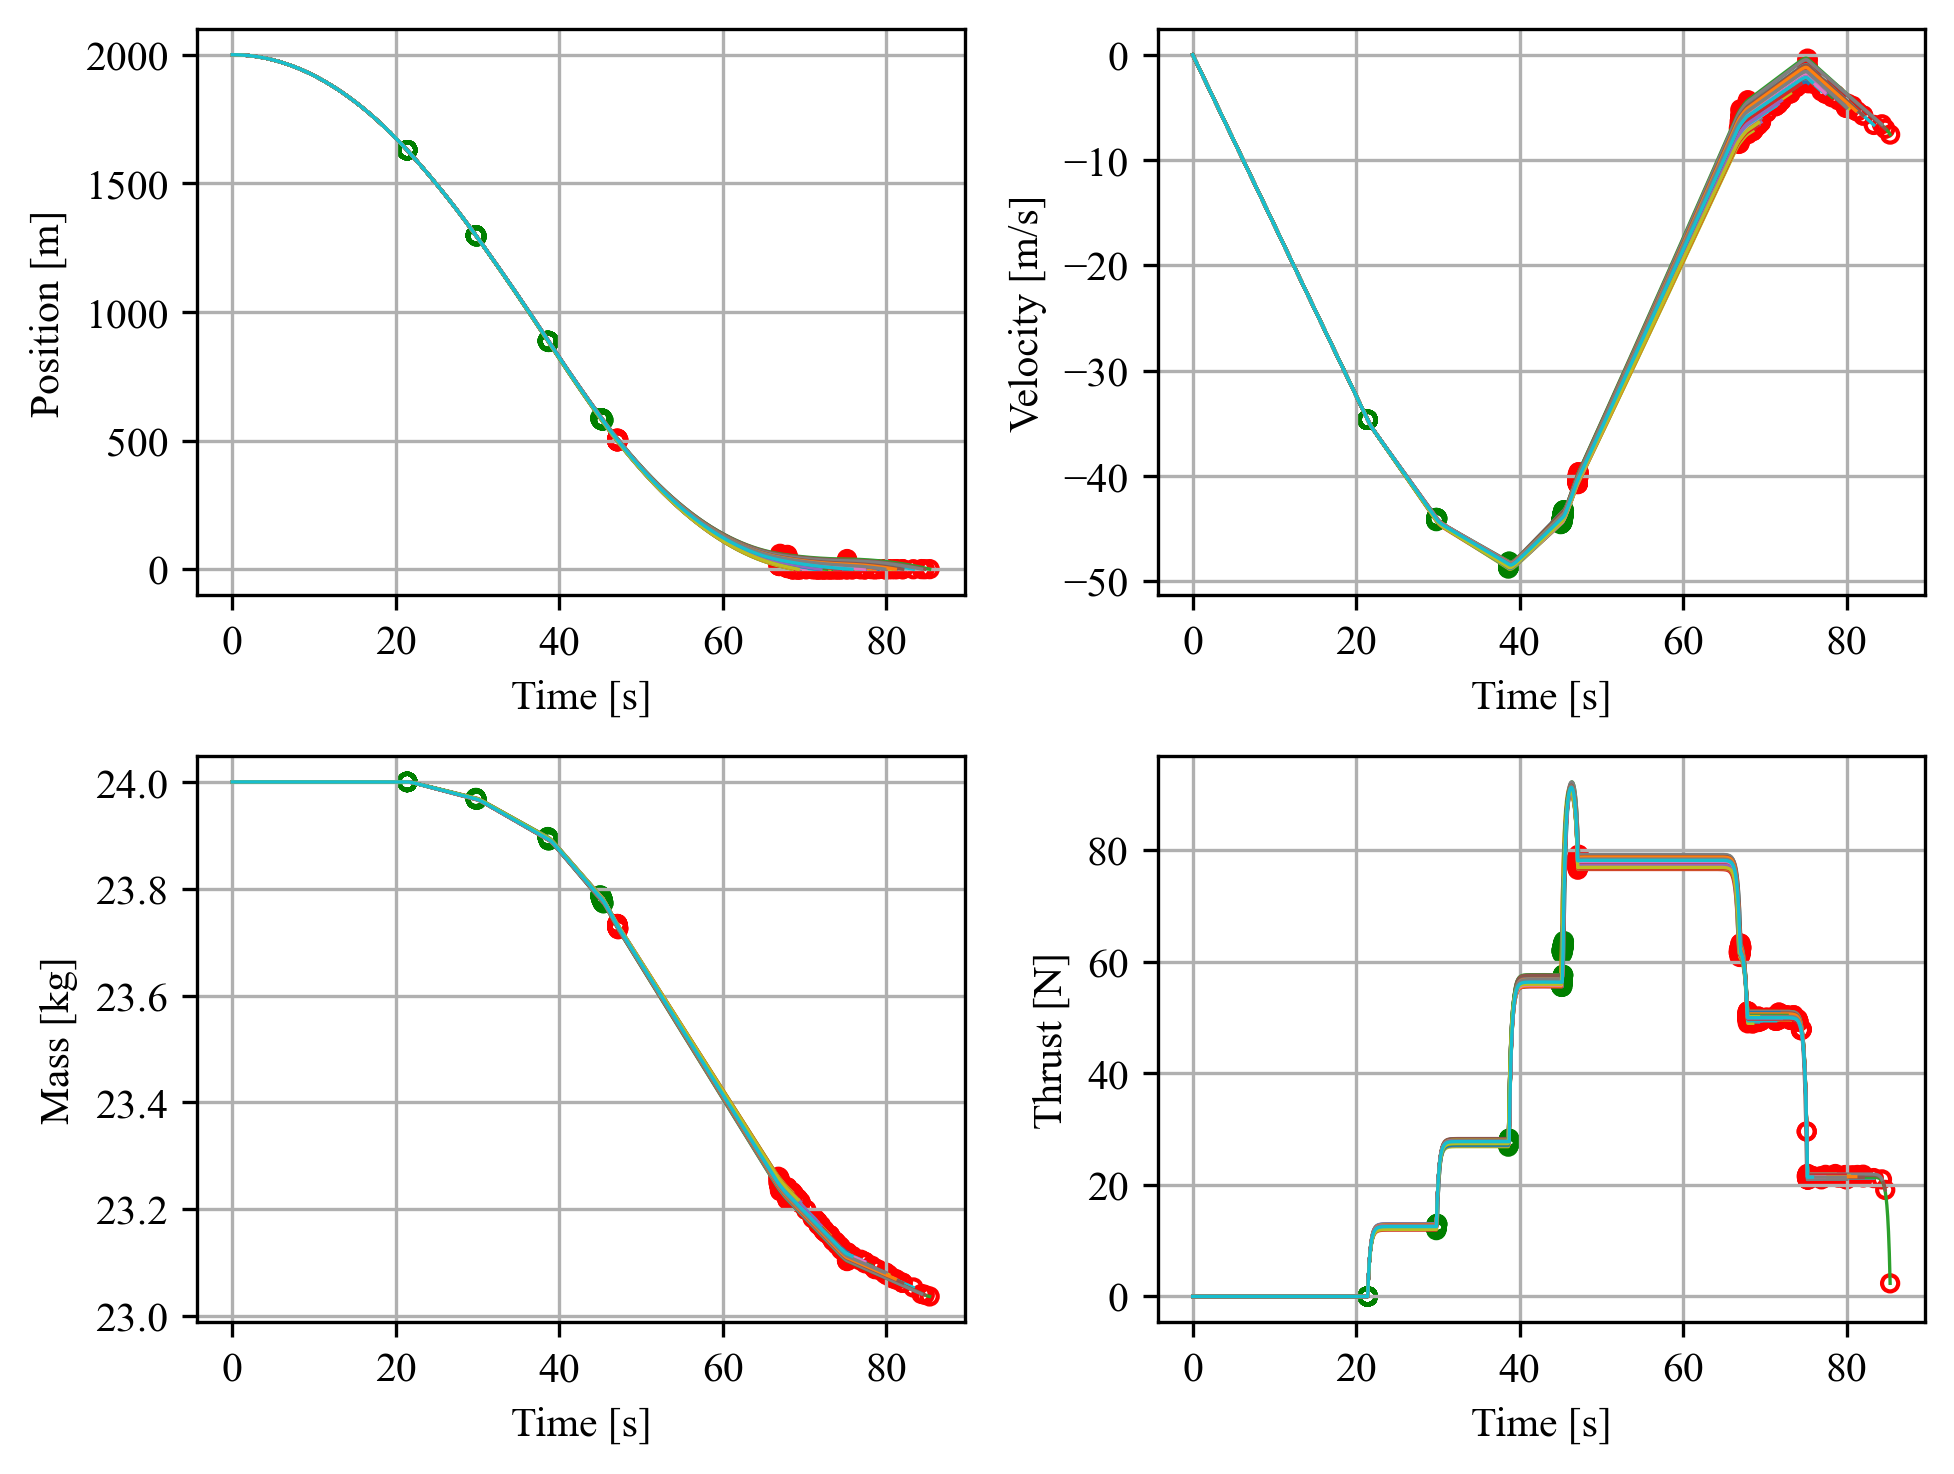 2000
1500
1000
500
0
Position [m]
0 20 40 60 80
Time [s]
0
−10
−20
−30
−40
−50
Velocity [m/s]
0 20 40 60 80
Time [s]
24.0
23.8
23.6
23.4
23.2
23.0
Mass [kg]
0 20 40 60 80
Time [s]
80
60
40
20
0
Thrust [N]
0 20 40 60 80
Time [s]